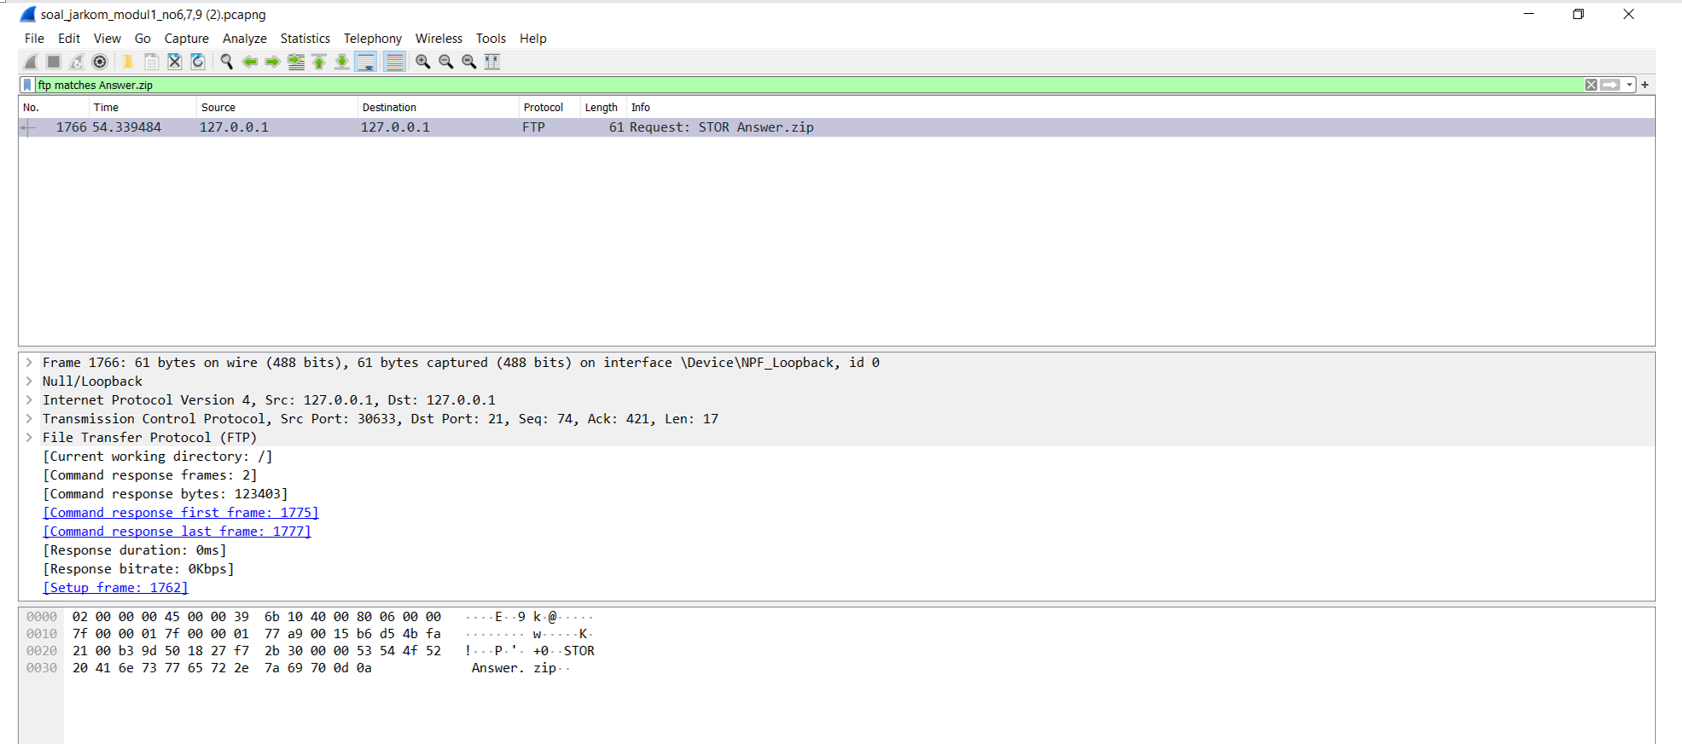 soal_jarkom_modul1_no6,7,9 (2).pcapng
File Edit View Go Capture Analyze Statistics Telephony Wireless Tools Help
ftp matches Answer.zip
No. Time Source Destination Protocol Length Info
1766 54.339484 127.0.0.1 127.0.0.1 FTP 61 Request: STOR Answer.zip
Frame 1766: 61 bytes on wire (488 bits), 61 bytes captured (488 bits) on interface \Device\NPF_Loopback, id 0
Null/Loopback
Internet Protocol Version 4, Src: 127.0.0.1, Dst: 127.0.0.1
Transmission Control Protocol, Src Port: 30633, Dst Port: 21, Seq: 74, Ack: 421, Len: 17
File Transfer Protocol (FTP)
[Current working directory: /]
[Command response frames: 2]
[Command response bytes: 123403]
[Command response first frame: 1775]
[Command response last frame: 1777]
[Response duration: 0ms]
[Response bitrate: 0Kbps]
[Setup frame: 1762]
0000 02 00 00 00 45 00 00 39 6b 10 40 00 80 06 00 00 ····E··9 k·@·····
0010 7f 00 00 01 7f 00 00 01 77 a9 00 15 b6 d5 4b fa ········ w·····K·
0020 21 00 b3 9d 50 18 27 f7 2b 30 00 00 53 54 4f 52 !···P·'· +0··STOR
0030 20 41 6e 73 77 65 72 2e 7a 69 70 0d 0a Answer. zip··